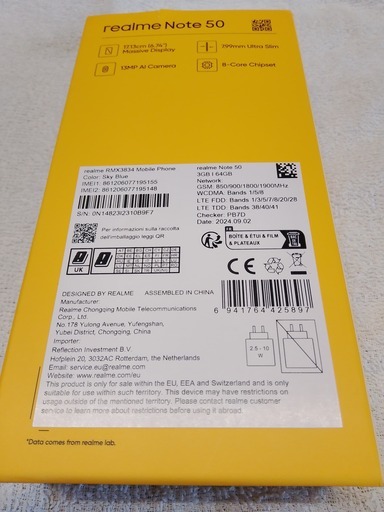 realme Note 50
17.13cm (6.74")
Massive Display
7.99mm Ultra Slim
13MP AI Camera
8-Core Chipset
realme RMX3834 Mobile Phone
Color: Sky Blue
IMEI1: 861206077195155
IMEI2: 861206077195148
S/N: 0N14823I2310B9F7
realme Note 50
3GB | 64GB
Network:
GSM: 850/900/1800/1900MHz
WCDMA: Bands 1/5/8
LTE FDD: Bands 1/3/5/7/8/20/28
LTE TDD: Bands 38/40/41
Checker: PB7D
2024.09.02
Per informazioni sulla raccolta
dell'imballaggio leggi QR
FR
BOÎTE & ÉTUI & FILM
& PLATEAUX
UK
CE
DESIGNED BY REALME ASSEMBLED IN CHINA
6 941764 425897
Manufacturer:
Realme Chongqing Mobile Telecommunications
Corp., Ltd.
No.178 Yulong Avenue, Yufengshan,
Yubei District, Chongqing, China
Importer:
Reflection Investment B.V.
Hofplein 20, 3032AC Rotterdam, the Netherlands
Email: service.eu@realme.com
Website: www.realme.com/eu
2.5 - 10
W
This product is only for sale within the EU, EEA and Switzerland and is only
suitable for use within such territory. This device may have restrictions on
usage outside of the mentioned territory. Please contact realme customer
service to learn more about restrictions before using it abroad.
*Data comes from realme lab.